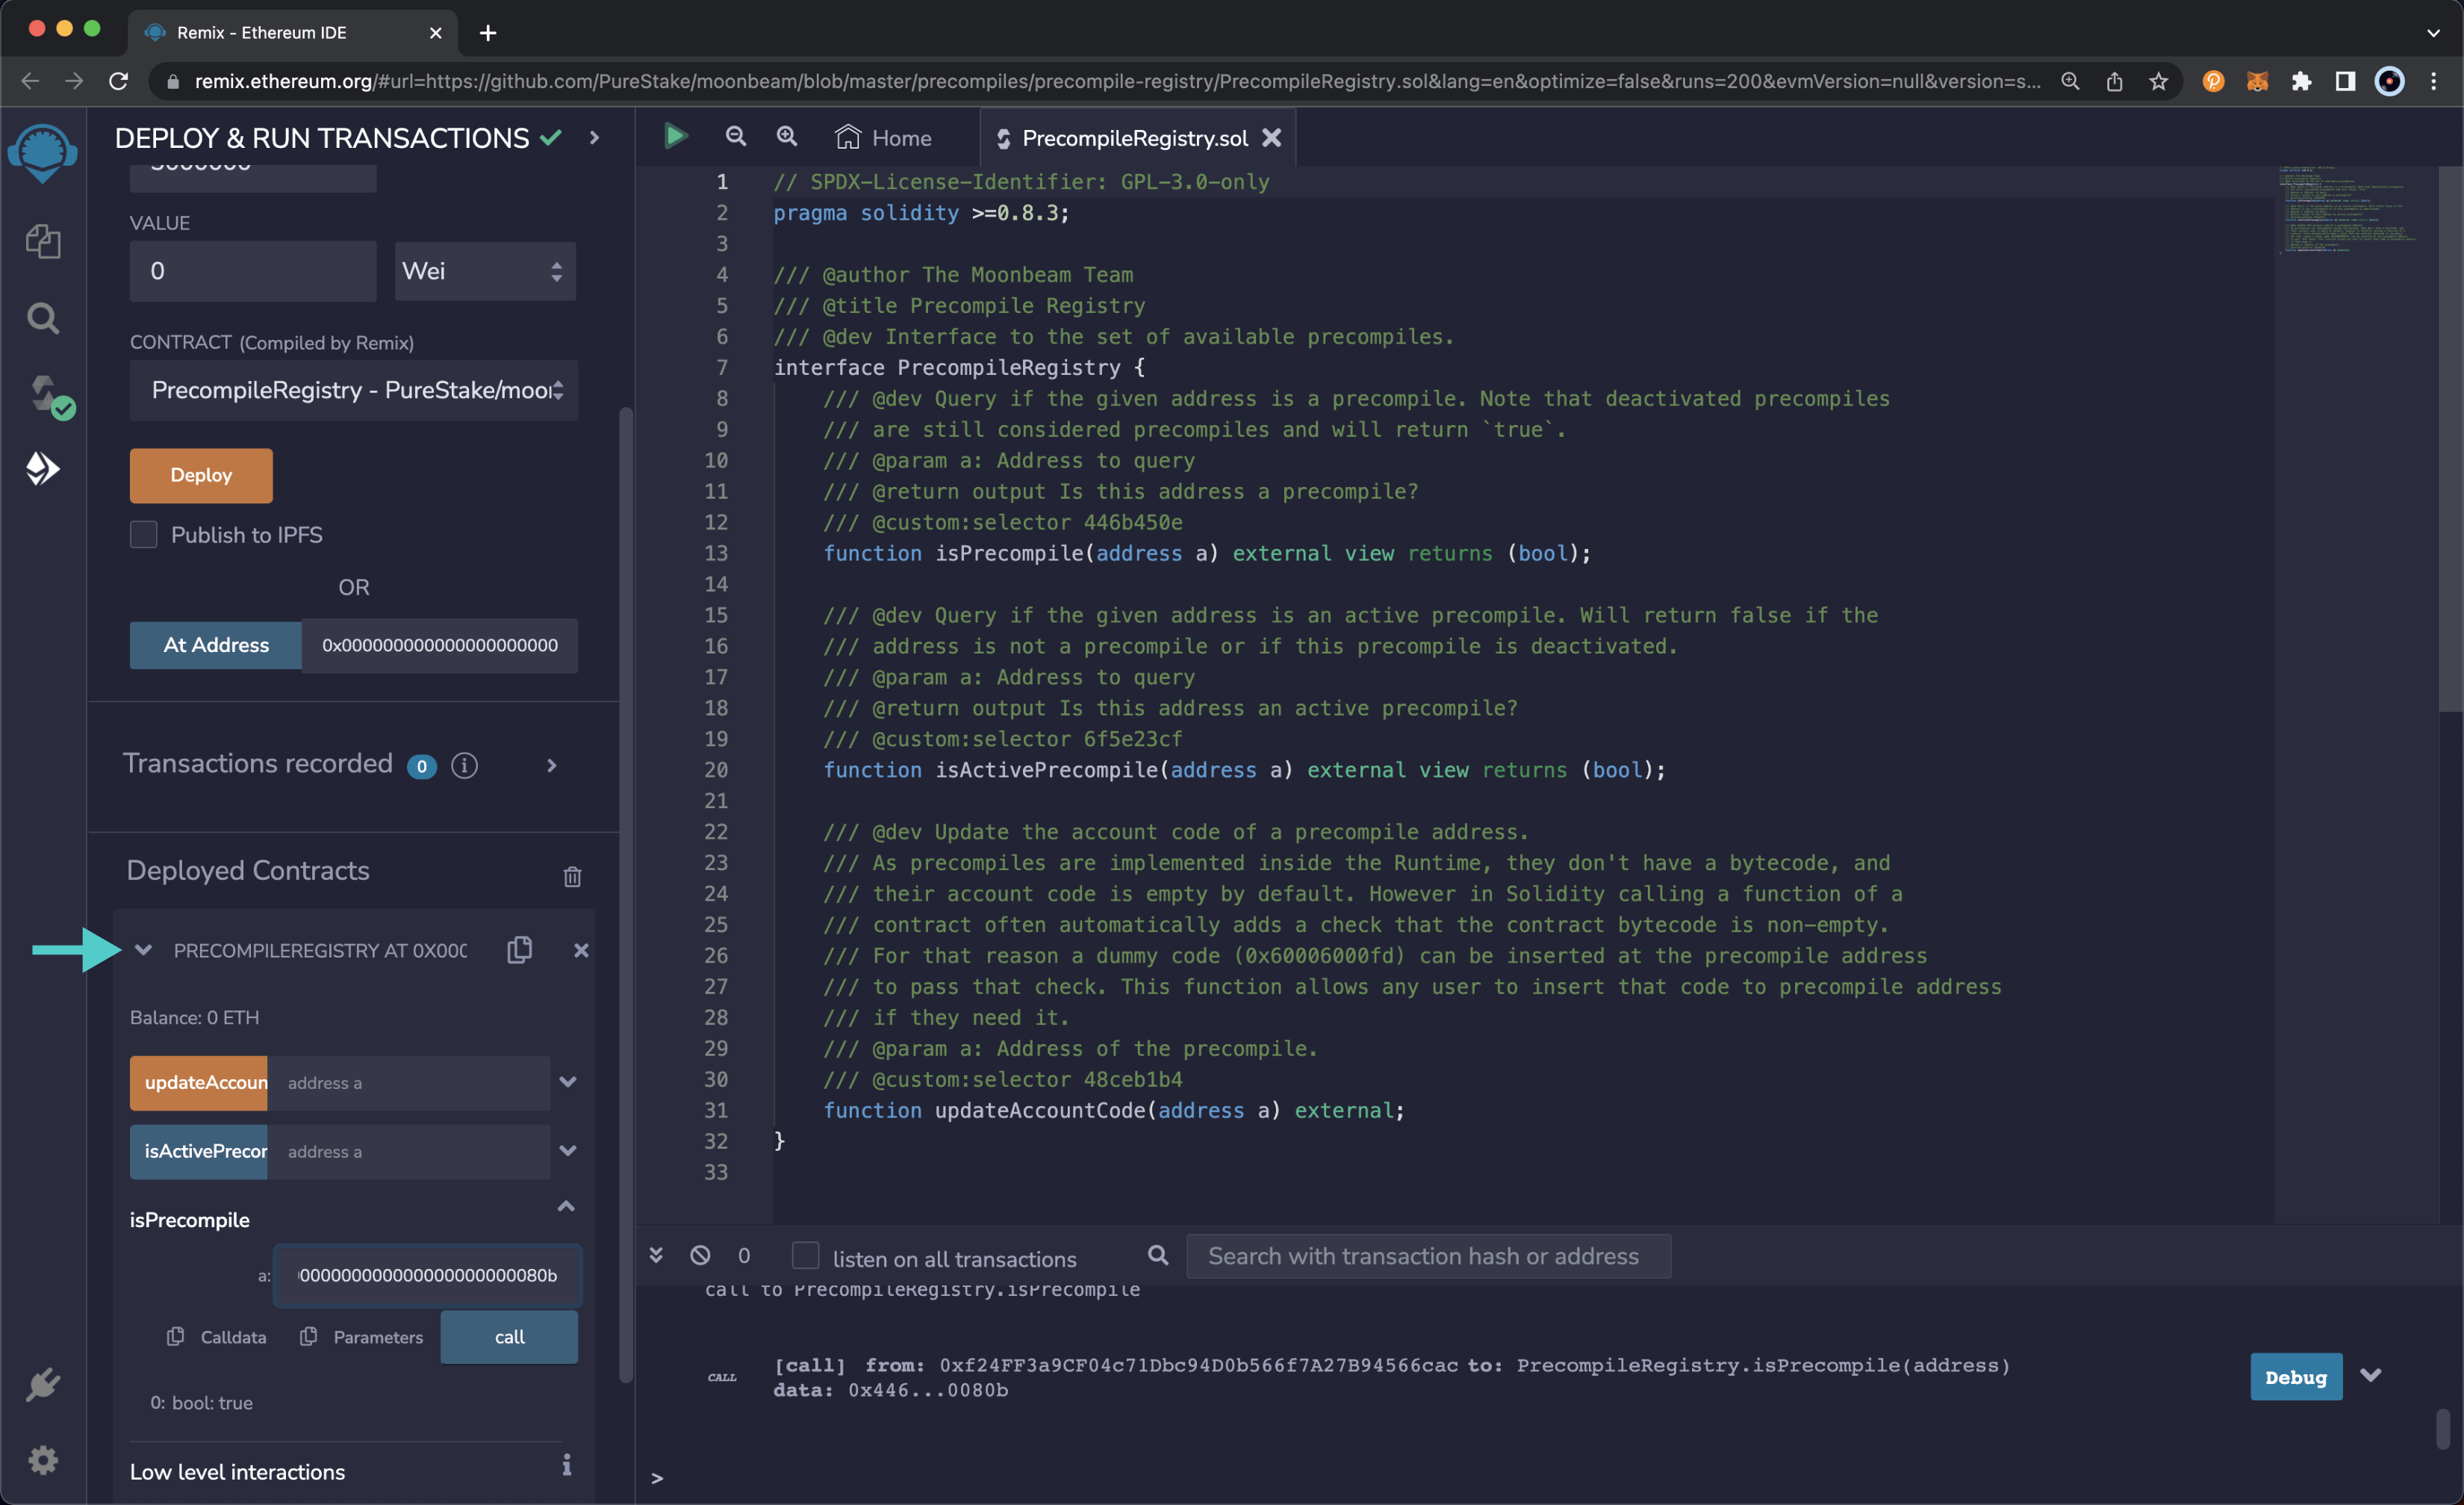 Remix - Ethereum IDE
remix.ethereum.org/#url=https://github.com/PureStake/moonbeam/blob/master/precompiles/precompile-registry/PrecompileRegistry.sol&lang=en&optimize=false&runs=200&evmVersion=null&version=s...
DEPLOY & RUN TRANSACTIONS
VALUE
0
Wei
CONTRACT (Compiled by Remix)
PrecompileRegistry - PureStake/moon
Deploy
Publish to IPFS
OR
At Address
0x000000000000000000000
Transactions recorded 0 i
Deployed Contracts
PRECOMPILEREGISTRY AT 0X000
Balance: 0 ETH
updateAccoun
address a
isActivePrecor
address a
isPrecompile
a:
000000000000000000000080b
Calldata
Parameters
call
0: bool: true
Low level interactions
i
Home
PrecompileRegistry.sol
1 // SPDX-License-Identifier: GPL-3.0-only
2 pragma solidity >=0.8.3;
3
4 /// @author The Moonbeam Team
5 /// @title Precompile Registry
6 /// @dev Interface to the set of available precompiles.
7 interface PrecompileRegistry {
8 /// @dev Query if the given address is a precompile. Note that deactivated precompiles
9 /// are still considered precompiles and will return `true`.
10 /// @param a: Address to query
11 /// @return output Is this address a precompile?
12 /// @custom:selector 446b450e
13 function isPrecompile(address a) external view returns (bool);
14
15 /// @dev Query if the given address is an active precompile. Will return false if the
16 /// address is not a precompile or if this precompile is deactivated.
17 /// @param a: Address to query
18 /// @return output Is this address an active precompile?
19 /// @custom:selector 6f5e23cf
20 function isActivePrecompile(address a) external view returns (bool);
21
22 /// @dev Update the account code of a precompile address.
23 /// As precompiles are implemented inside the Runtime, they don't have a bytecode, and
24 /// their account code is empty by default. However in Solidity calling a function of a
25 /// contract often automatically adds a check that the contract bytecode is non-empty.
26 /// For that reason a dummy code (0x60006000fd) can be inserted at the precompile address
27 /// to pass that check. This function allows any user to insert that code to precompile address
28 /// if they need it.
29 /// @param a: Address of the precompile.
30 /// @custom:selector 48ceb1b4
31 function updateAccountCode(address a) external;
32 }
33
0
listen on all transactions
Search with transaction hash or address
call to PrecompileRegistry.isPrecompile
CALL
[call] from: 0xf24FF3a9CF04c71Dbc94D0b566f7A27B94566cac to: PrecompileRegistry.isPrecompile(address)
data: 0x446...0080b
Debug
>